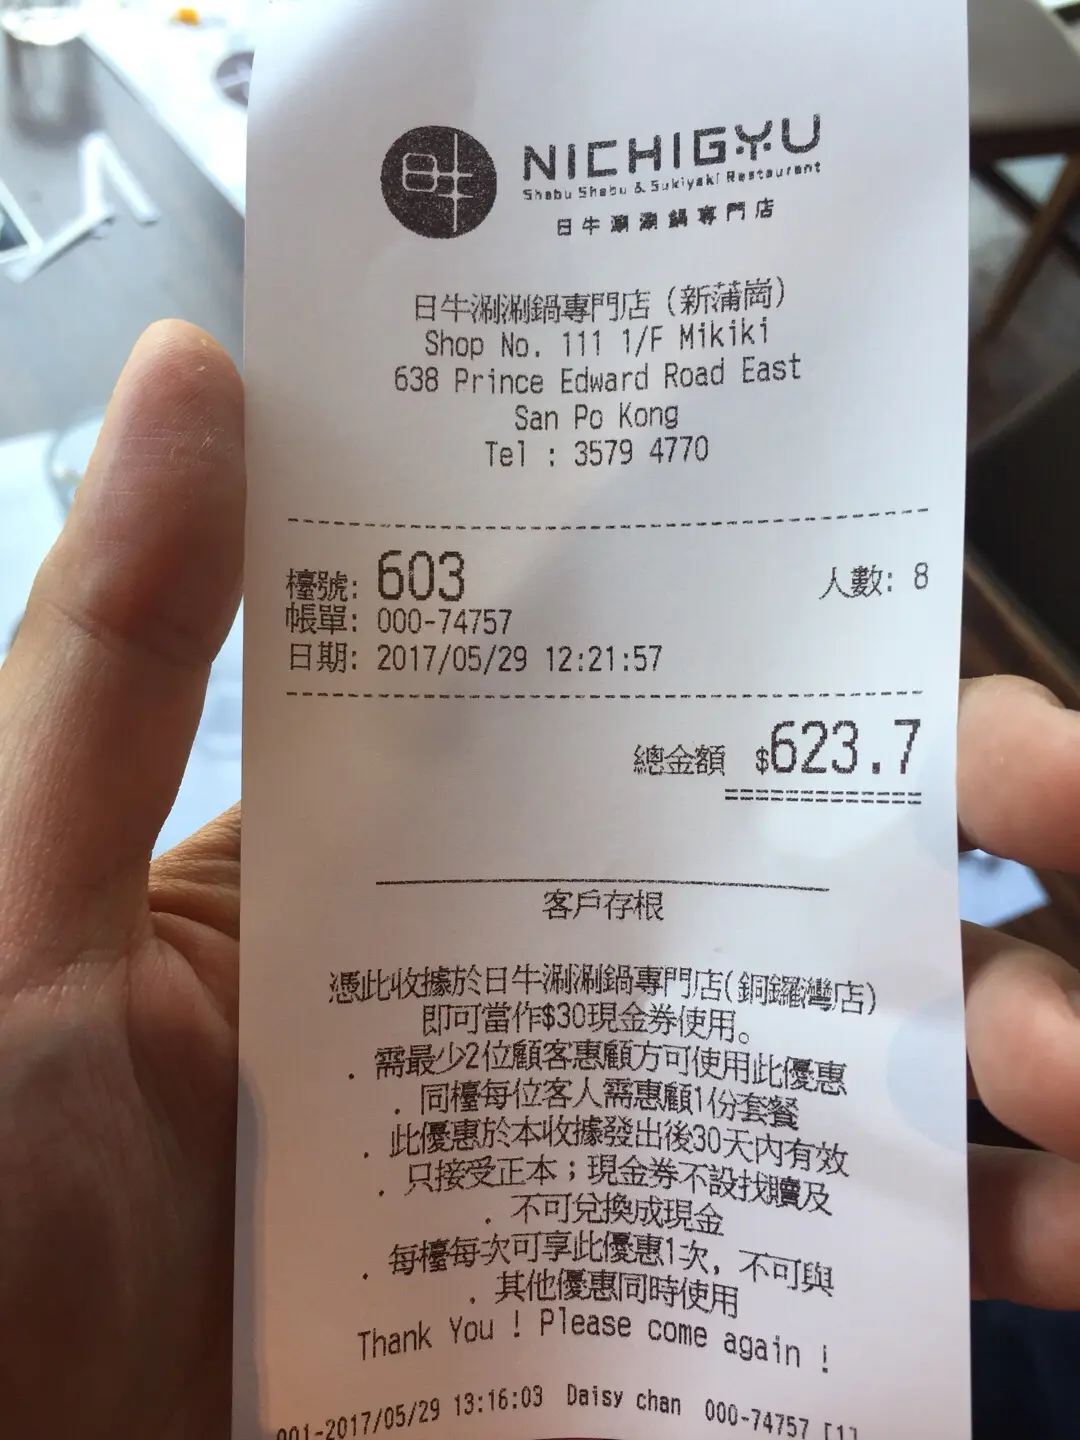 日牛
NICHIGYU
Shabu Shabu & Sukiyaki Restaurant
日牛涮涮鍋專門店
日牛涮涮鍋專門店（新蒲崗）
Shop No. 111 1/F Mikiki
638 Prince Edward Road East
San Po Kong
Tel : 3579 4770
檯號: 603 人數: 8
帳單: 000-74757
日期: 2017/05/29 12:21:57
總金額 $623.7
客戶存根
憑此收據於日牛涮涮鍋專門店(銅鑼灣店)
即可當作$30現金券使用。
. 需最少2位顧客惠顧方可使用此優惠
. 同檯每位客人需惠顧1份套餐
. 此優惠於本收據發出後30天內有效
. 只接受正本；現金券不設找贖及
. 不可兌換成現金
. 每檯每次可享此優惠1次，不可與
. 其他優惠同時使用
Thank You ! Please come again !
001-2017/05/29 13:16:03 Daisy chan 000-74757 [1]